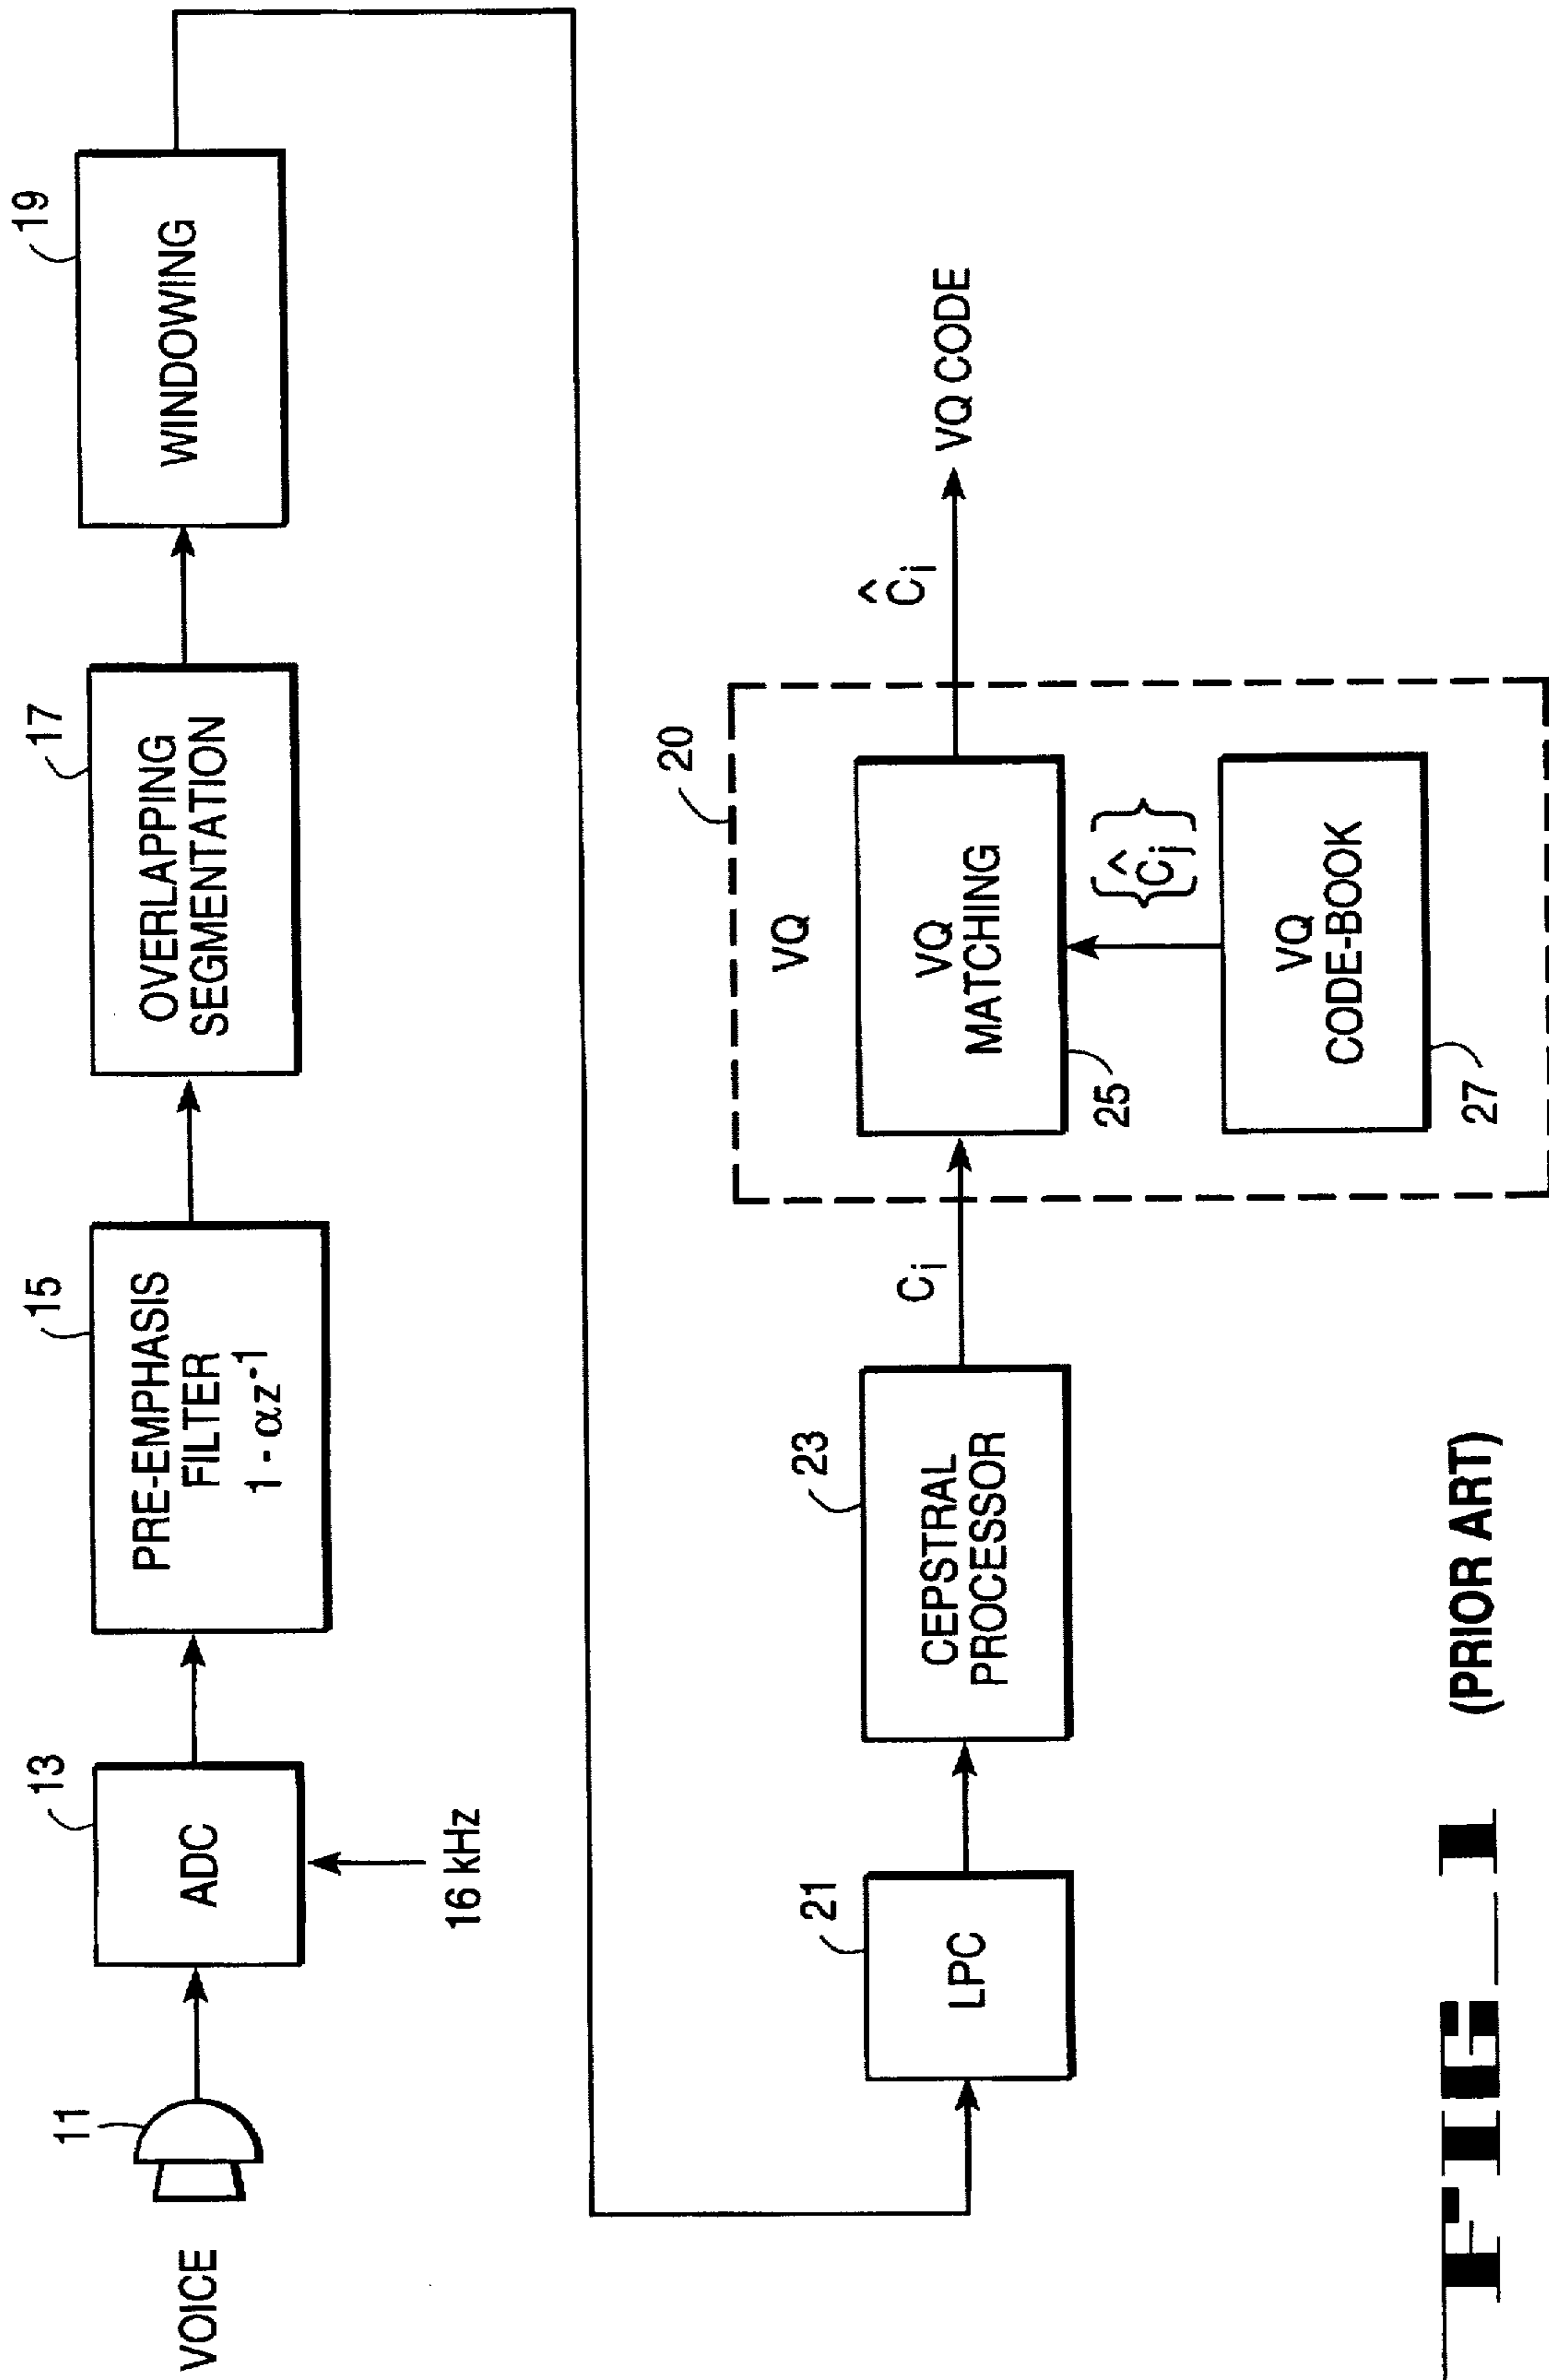 VOICE
11
13
ADC
16 kHz
15
PRE-EMPHASIS
FILTER
1 - αz⁻¹
17
OVERLAPPING
SEGMENTATION
19
WINDOWING
21
LPC
23
CEPSTRAL
PROCESSOR
Cᵢ
20
VQ
VQ
MATCHING
25
{Ĉⱼ}
VQ
CODE-BOOK
27
Ĉᵢ
VQ CODE
FIG_1 (PRIOR ART)